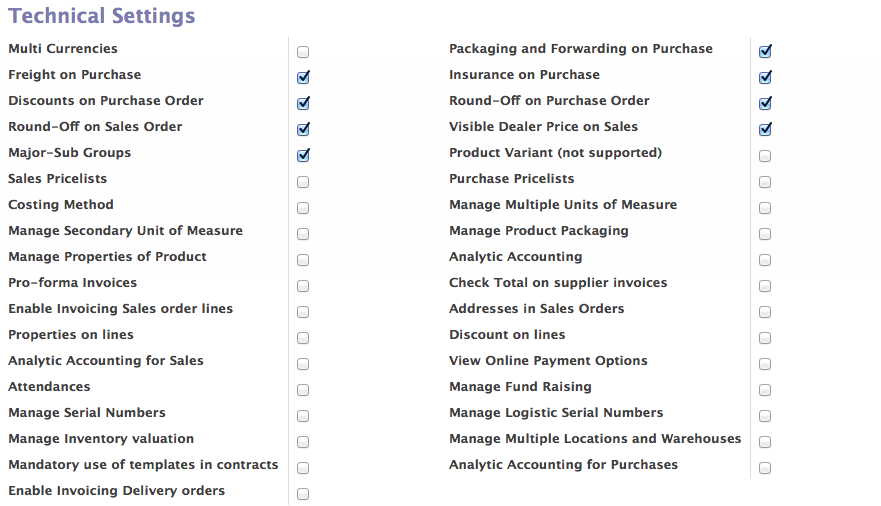 Technical Settings
Multi Currencies Packaging and Forwarding on Purchase
Freight on Purchase Insurance on Purchase
Discounts on Purchase Order Round-Off on Purchase Order
Round-Off on Sales Order Visible Dealer Price on Sales
Major-Sub Groups Product Variant (not supported)
Sales Pricelists Purchase Pricelists
Costing Method Manage Multiple Units of Measure
Manage Secondary Unit of Measure Manage Product Packaging
Manage Properties of Product Analytic Accounting
Pro-forma Invoices Check Total on supplier invoices
Enable Invoicing Sales order lines Addresses in Sales Orders
Properties on lines Discount on lines
Analytic Accounting for Sales View Online Payment Options
Attendances Manage Fund Raising
Manage Serial Numbers Manage Logistic Serial Numbers
Manage Inventory valuation Manage Multiple Locations and Warehouses
Mandatory use of templates in contracts Analytic Accounting for Purchases
Enable Invoicing Delivery orders